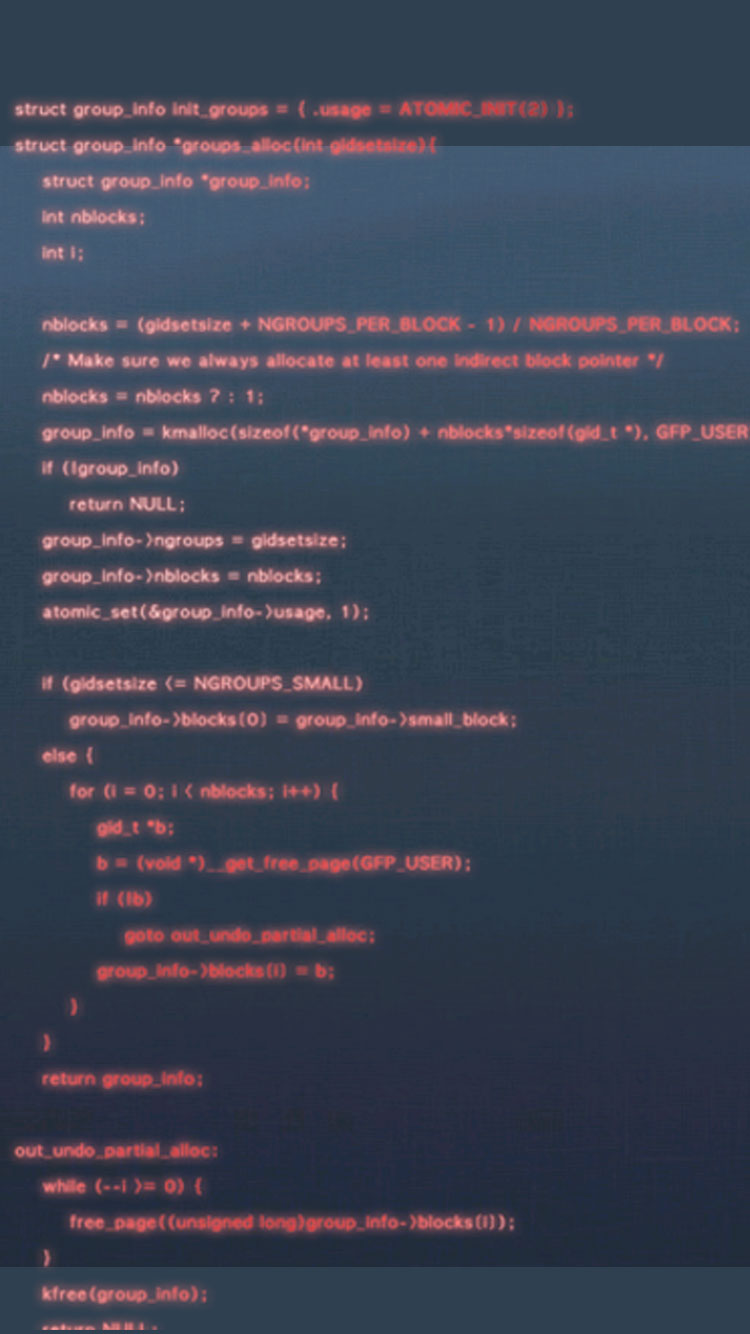 struct group_info init_groups = { .usage = ATOMIC_INIT(2) };
struct group_info *groups_alloc(int gidsetsize){
struct group_info *group_info;
int nblocks;
int i;
nblocks = (gidsetsize + NGROUPS_PER_BLOCK - 1) / NGROUPS_PER_BLOCK;
/* Make sure we always allocate at least one indirect block pointer */
nblocks = nblocks ? : 1;
group_info = kmalloc(sizeof(*group_info) + nblocks*sizeof(gid_t *), GFP_USER
if (!group_info)
return NULL;
group_info->ngroups = gidsetsize;
group_info->nblocks = nblocks;
atomic_set(&group_info->usage, 1);
if (gidsetsize <= NGROUPS_SMALL)
group_info->blocks[0] = group_info->small_block;
else {
for (i = 0; i < nblocks; i++) {
gid_t *b;
b = (void *)__get_free_page(GFP_USER);
if (!b)
goto out_undo_partial_alloc;
group_info->blocks[i] = b;
}
}
return group_info;
out_undo_partial_alloc:
while (--i >= 0) {
free_page((unsigned long)group_info->blocks[i]);
}
kfree(group_info);
return NULL;